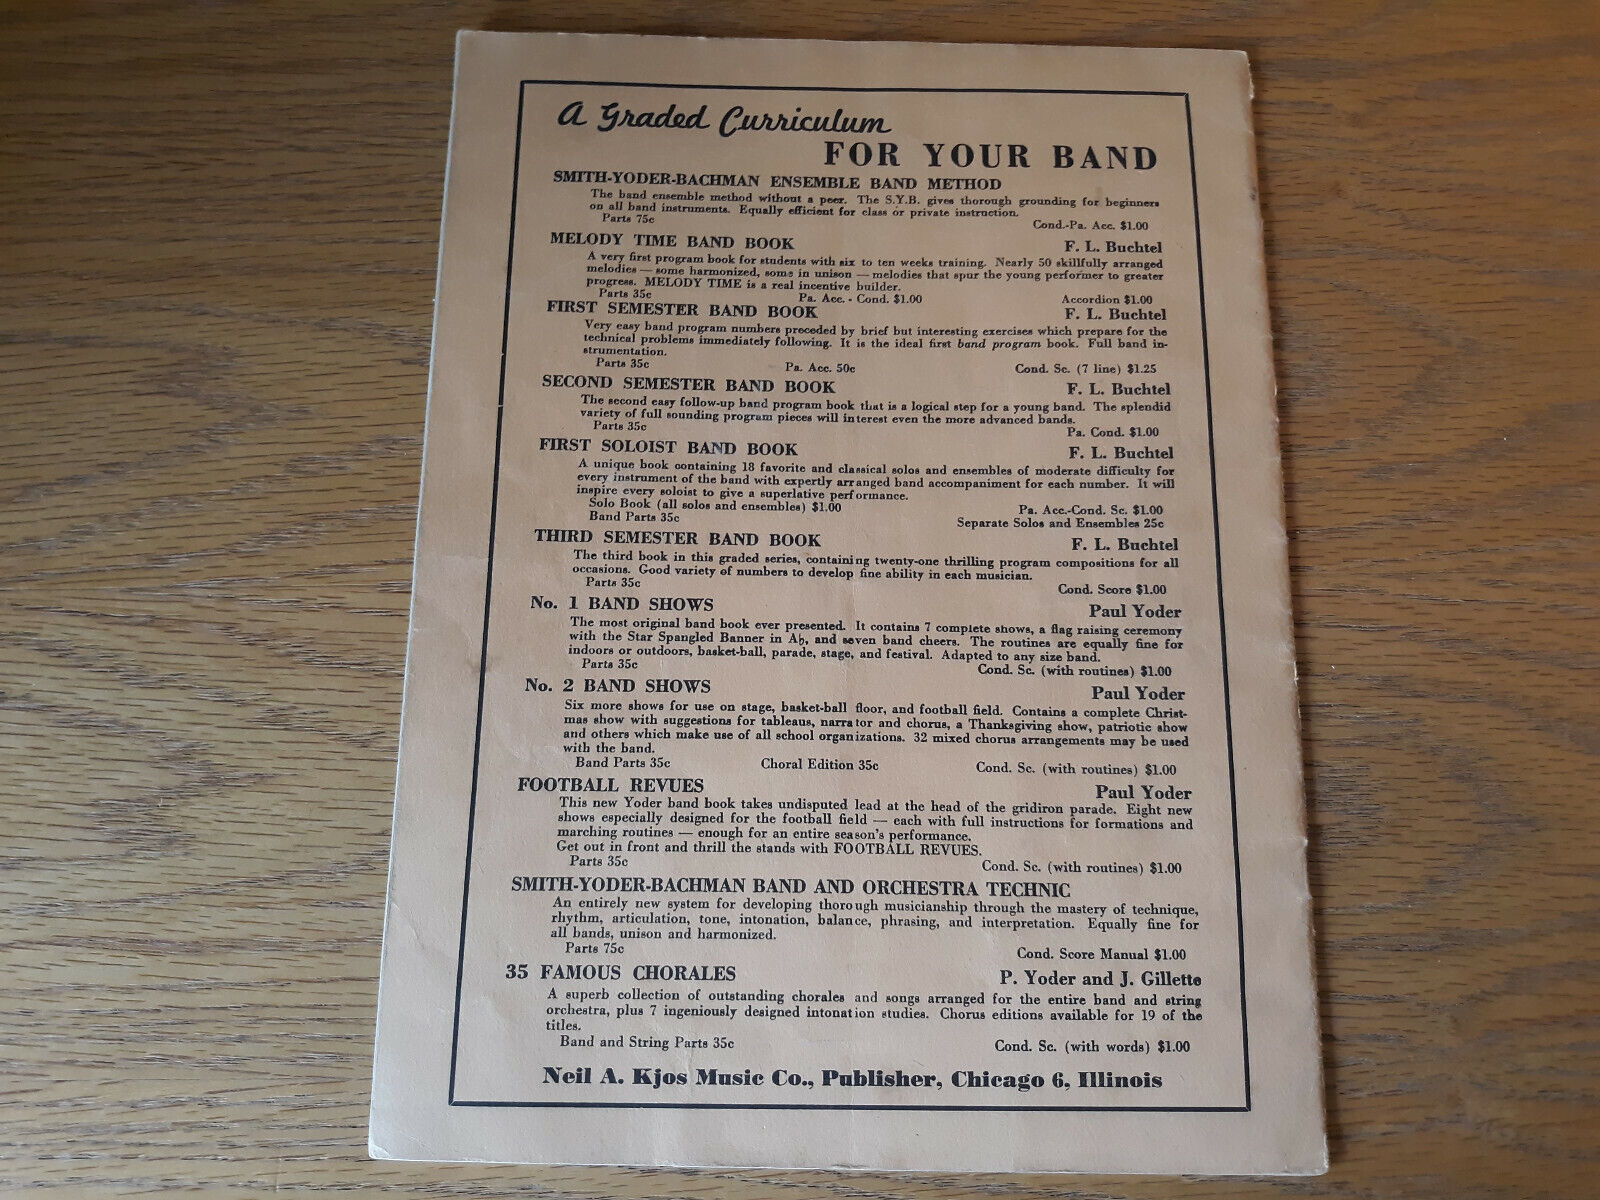 A Graded Curriculum
FOR YOUR BAND
SMITH-YODER-BACHMAN ENSEMBLE BAND METHOD
The band ensemble method without a peer. The S.Y.B. gives thorough grounding for beginners
on all band instruments. Equally efficient for class or private instruction.
Parts 75c Cond.-Pa. Acc. $1.00
MELODY TIME BAND BOOK F. L. Buchtel
A very first program book for students with six to ten weeks training. Nearly 50 skillfully arranged
melodies — some harmonized, some in unison — melodies that spur the young performer to greater
progress. MELODY TIME is a real incentive builder.
Parts 35c Pa. Acc. - Cond. $1.00 Accordion $1.00
FIRST SEMESTER BAND BOOK F. L. Buchtel
Very easy band program numbers preceded by brief but interesting exercises which prepare for the
technical problems immediately following. It is the ideal first band program book. Full band in-
strumentation.
Parts 35c Pa. Acc. 50c Cond. Sc. (7 line) $1.25
SECOND SEMESTER BAND BOOK F. L. Buchtel
The second easy follow-up band program book that is a logical step for a young band. The splendid
variety of full sounding program pieces will interest even the more advanced bands.
Parts 35c Pa. Cond. $1.00
FIRST SOLOIST BAND BOOK F. L. Buchtel
A unique book containing 18 favorite and classical solos and ensembles of moderate difficulty for
every instrument of the band with expertly arranged band accompaniment for each number. It will
inspire every soloist to give a superlative performance.
Solo Book (all solos and ensembles) $1.00 Pa. Acc.-Cond. Sc. $1.00
Band Parts 35c Separate Solos and Ensembles 25c
THIRD SEMESTER BAND BOOK F. L. Buchtel
The third book in this graded series, containing twenty-one thrilling program compositions for all
occasions. Good variety of numbers to develop fine ability in each musician.
Parts 35c Cond. Score $1.00
No. 1 BAND SHOWS Paul Yoder
The most original band book ever presented. It contains 7 complete shows, a flag raising ceremony
with the Star Spangled Banner in A♭, and seven band cheers. The routines are equally fine for
indoors or outdoors, basket-ball, parade, stage, and festival. Adapted to any size band.
Parts 35c Cond. Sc. (with routines) $1.00
No. 2 BAND SHOWS Paul Yoder
Six more shows for use on stage, basket-ball floor, and football field. Contains a complete Christ-
mas show with suggestions for tableaus, narrator and chorus, a Thanksgiving show, patriotic show
and others which make use of all school organizations. 32 mixed chorus arrangements may be used
with the band.
Band Parts 35c Choral Edition 35c Cond. Sc. (with routines) $1.00
FOOTBALL REVUES Paul Yoder
This new Yoder band book takes undisputed lead at the head of the gridiron parade. Eight new
shows especially designed for the football field — each with full instructions for formations and
marching routines — enough for an entire season's performance.
Get out in front and thrill the stands with FOOTBALL REVUES.
Parts 35c Cond. Sc. (with routines) $1.00
SMITH-YODER-BACHMAN BAND AND ORCHESTRA TECHNIC
An entirely new system for developing thorough musicianship through the mastery of technique,
rhythm, articulation, tone, intonation, balance, phrasing, and interpretation. Equally fine for
all bands, unison and harmonized.
Parts 75c Cond. Score Manual $1.00
35 FAMOUS CHORALES P. Yoder and J. Gillette
A superb collection of outstanding chorales and songs arranged for the entire band and string
orchestra, plus 7 ingeniously designed intonation studies. Chorus editions available for 19 of the
titles.
Band and String Parts 35c Cond. Sc. (with words) $1.00
Neil A. Kjos Music Co., Publisher, Chicago 6, Illinois